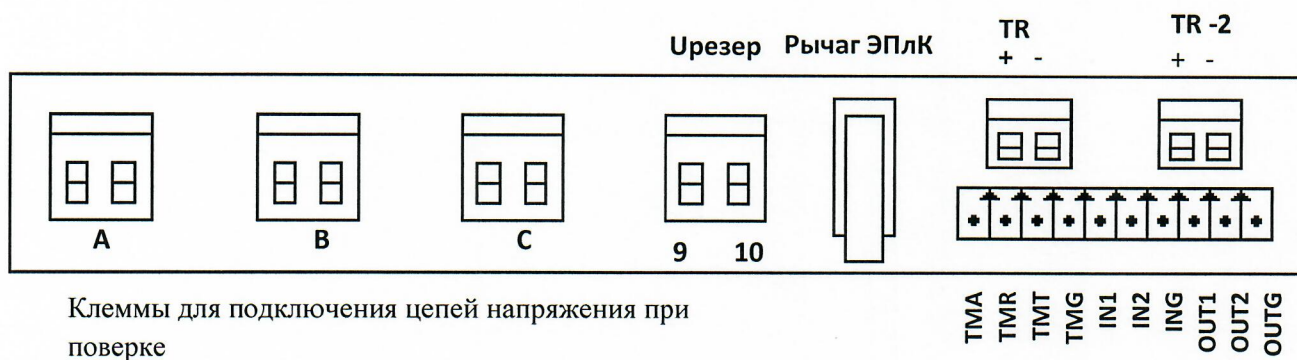 Uрезер Рычаг ЭПлК TR TR -2
+ - + -
A B C
9 10
TMA
TMR
TMT
TMG
IN1
IN2
ING
OUT1
OUT2
OUTG
Клеммы для подключения цепей напряжения при
поверке